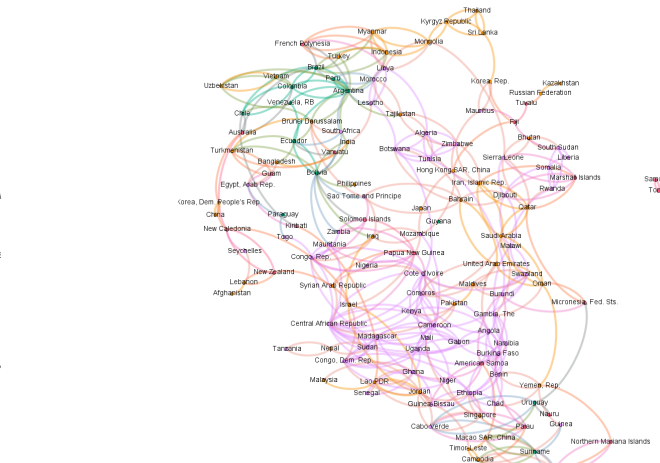 Thailand
Kyrgyz Republic
Sri Lanka
Myanmar
Mongolia
French Polynesia
Indonesia
Turkey
Libya
Brazil
Vietnam
Peru
Morocco
Korea, Rep.
Kazakhstan
Uzbekistan
Colombia
Argentina
Russian Federation
Venezuela, RB
Lesotho
Tuvalu
Chile
Tajikistan
Mauritius
Brunei Darussalam
Fiji
Australia
South Africa
Algeria
Bhutan
Ecuador
India
Zimbabwe
South Sudan
Turkmenistan
Vanuatu
Botswana
Tunisia
Sierra Leone
Liberia
Bangladesh
Somalia
Guam
Bolivia
Hong Kong SAR, China
Marshall Islands
Egypt, Arab Rep.
Philippines
Iran, Islamic Rep.
Rwanda
Sao Tome and Principe
Bahrain
Djibouti
Korea, Dem. People's Rep.
Japan
Qatar
China
Paraguay
Solomon Islands
Guyana
New Caledonia
Kiribati
Zambia
Iraq
Mozambique
Saudi Arabia
Togo
Mauritania
Malawi
Seychelles
Congo, Rep.
Papua New Guinea
Nigeria
United Arab Emirates
New Zealand
Cote d'Ivoire
Swaziland
Lebanon
Syrian Arab Republic
Maldives
Oman
Afghanistan
Comoros
Burundi
Israel
Pakistan
Micronesia, Fed. Sts.
Kenya
Gambia, The
Central African Republic
Cameroon
Angola
Madagascar
Mali
Gabon
Namibia
Tanzania
Nepal
Sudan
Uganda
Burkina Faso
Congo, Dem. Rep.
American Samoa
Ghana
Benin
Malaysia
Lao PDR
Niger
Yemen, Rep.
Senegal
Jordan
Ethiopia
Guinea-Bissau
Chad
Uruguay
Singapore
Nauru
Cabo Verde
Palau
Guinea
Macao SAR, China
Northern Mariana Islands
Timor-Leste
Suriname
Cambodia